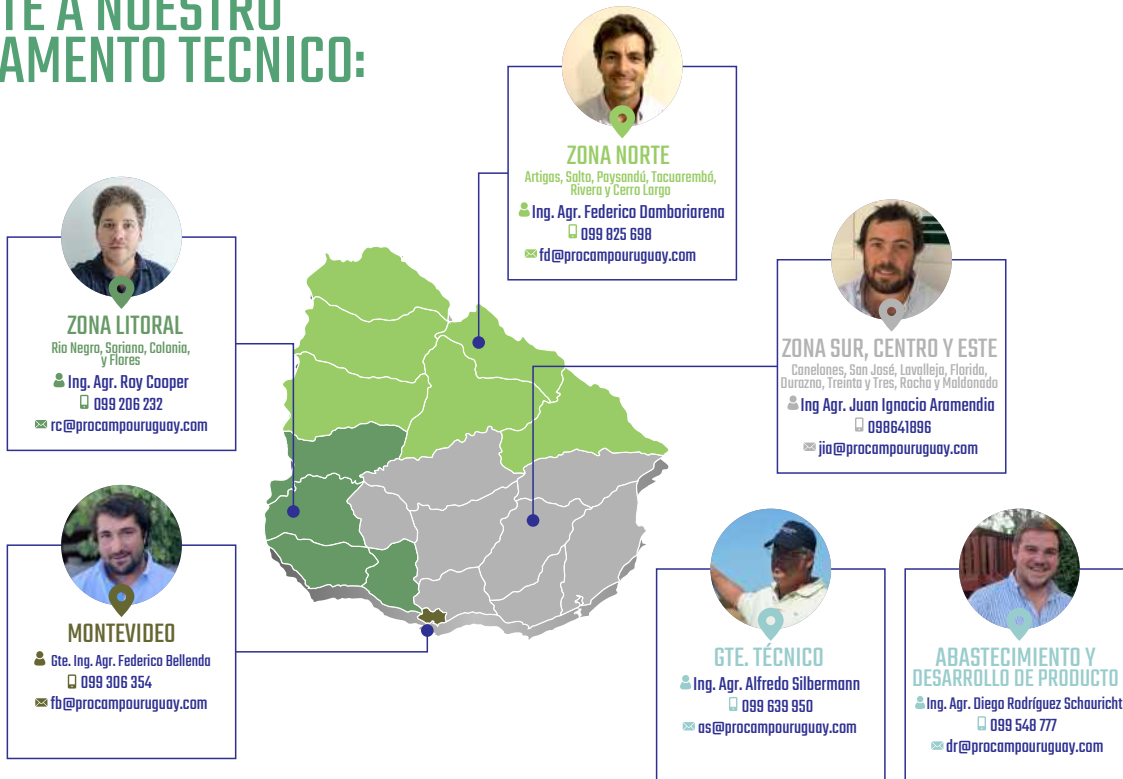 TE A NUESTRO
AMENTO TECNICO:
ZONA NORTE
Artigas, Salto, Paysandú, Tacuarembó,
Rivera y Cerro Largo
Ing. Agr. Federico Damboriarena
099 825 698
fd@procampouruguay.com
ZONA LITORAL
Rio Negro, Soriano, Colonia,
y Flores
Ing. Agr. Roy Cooper
099 206 232
rc@procampouruguay.com
ZONA SUR, CENTRO Y ESTE
Canelones, San José, Lavalleja, Florida,
Durazno, Treinta y Tres, Rocha y Maldonado
Ing Agr. Juan Ignacio Aramendia
098641896
jia@procampouruguay.com
MONTEVIDEO
Gte. Ing. Agr. Federico Bellenda
099 306 354
fb@procampouruguay.com
GTE. TÉCNICO
Ing. Agr. Alfredo Silbermann
099 639 950
as@procampouruguay.com
ABASTECIMIENTO Y
DESARROLLO DE PRODUCTO
Ing. Agr. Diego Rodríguez Schauricht
099 548 777
dr@procampouruguay.com